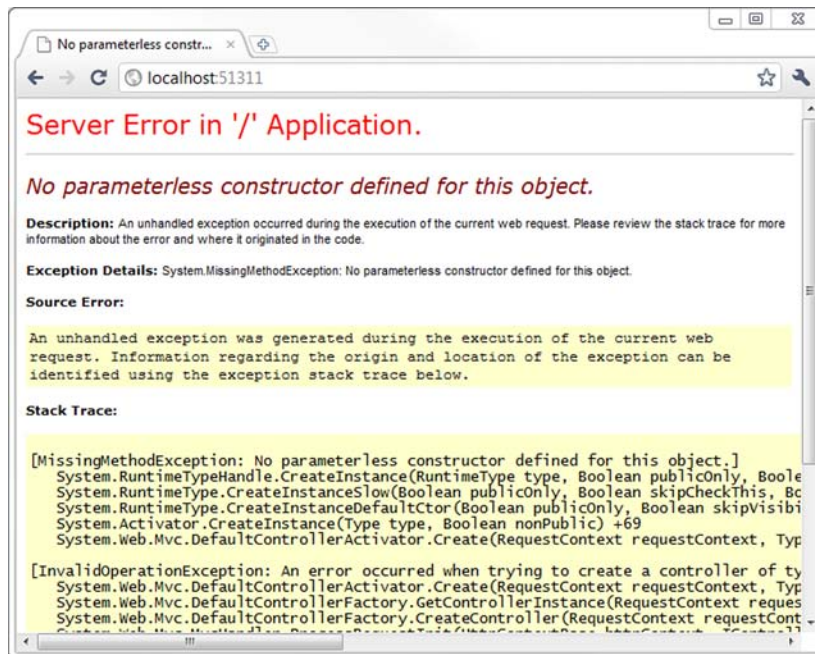 No parameterless constr...
localhost:51311
Server Error in '/' Application.
No parameterless constructor defined for this object.
Description: An unhandled exception occurred during the execution of the current web request. Please review the stack trace for more
information about the error and where it originated in the code.
Exception Details: System.MissingMethodException: No parameterless constructor defined for this object.
Source Error:
An unhandled exception was generated during the execution of the current web
request. Information regarding the origin and location of the exception can be
identified using the exception stack trace below.
Stack Trace:
[MissingMethodException: No parameterless constructor defined for this object.]
System.RuntimeTypeHandle.CreateInstance(RuntimeType type, Boolean publicOnly, Boole
System.RuntimeType.CreateInstanceSlow(Boolean publicOnly, Boolean skipCheckThis, Bo
System.RuntimeType.CreateInstanceDefaultCtor(Boolean publicOnly, Boolean skipVisibi
System.Activator.CreateInstance(Type type, Boolean nonPublic) +69
System.Web.Mvc.DefaultControllerActivator.Create(RequestContext requestContext, Typ
[InvalidOperationException: An error occurred when trying to create a controller of ty
System.Web.Mvc.DefaultControllerActivator.Create(RequestContext requestContext, Typ
System.Web.Mvc.DefaultControllerFactory.GetControllerInstance(RequestContext reques
System.Web.Mvc.DefaultControllerFactory.CreateController(RequestContext requestCont